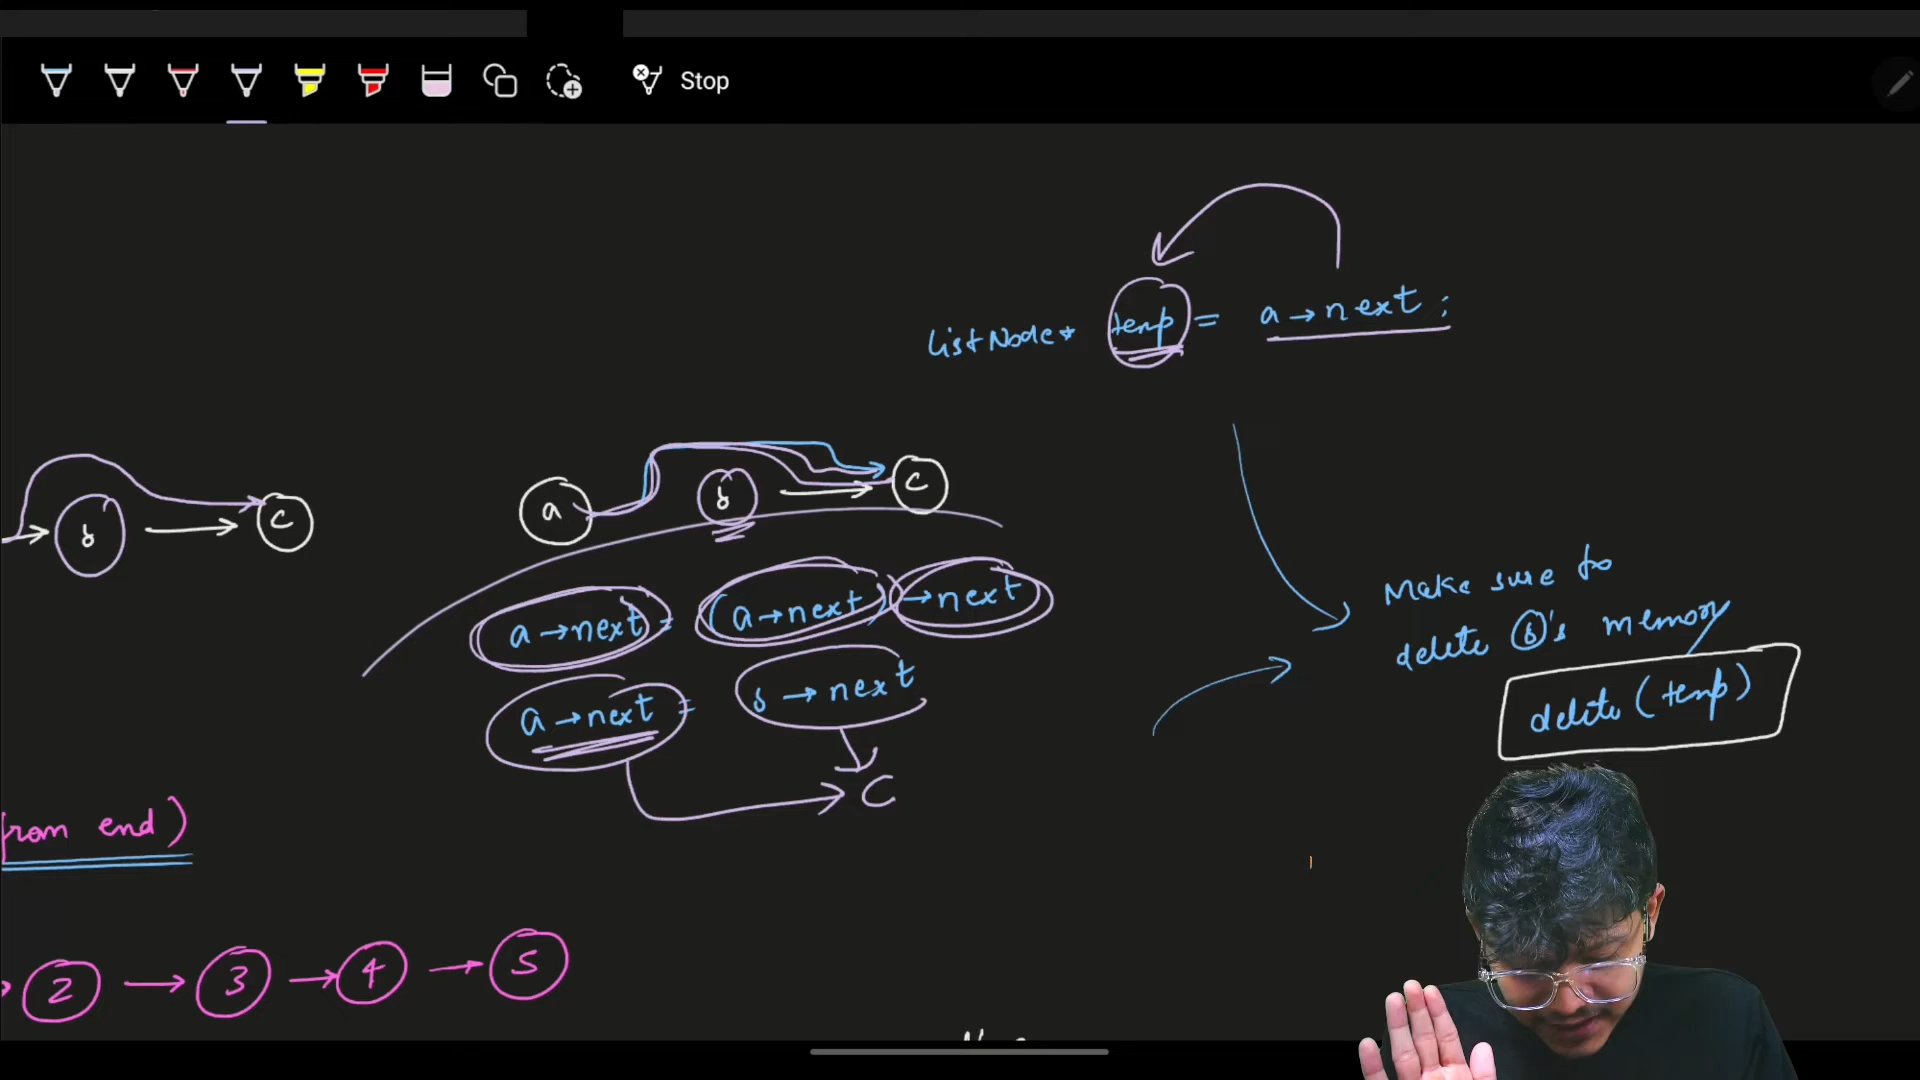 Stop
ListNode* temp = a→next;
b → c
a b → c
a→next = (a→next)→next
a→next = b→next
C
Make sure to
delete b's memory
delete (temp)
from end)
2 → 3 → 4 → 5